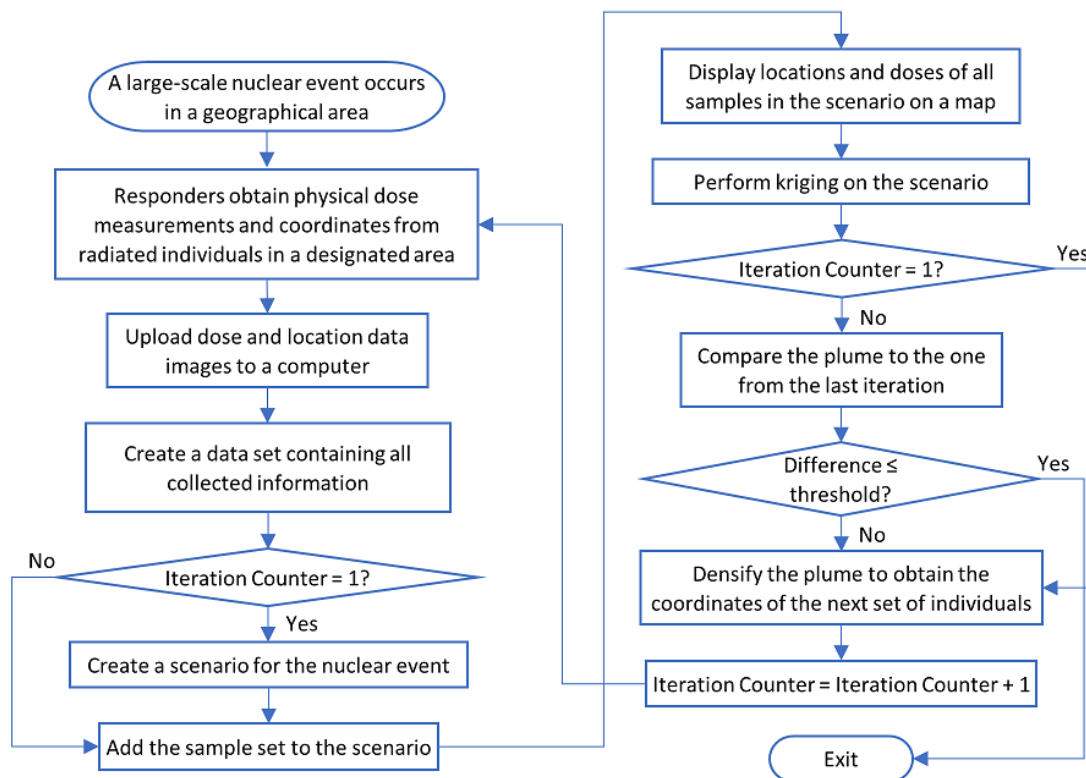 A large-scale nuclear event occurs
in a geographical area
Responders obtain physical dose
measurements and coordinates from
radiated individuals in a designated area
Upload dose and location data
images to a computer
Create a data set containing all
collected information
No
Iteration Counter = 1?
Yes
Create a scenario for the nuclear event
Add the sample set to the scenario
Display locations and doses of all
samples in the scenario on a map
Perform kriging on the scenario
Iteration Counter = 1?
Yes
No
Compare the plume to the one
from the last iteration
Difference ≤
threshold?
Yes
No
Densify the plume to obtain the
coordinates of the next set of individuals
Iteration Counter = Iteration Counter + 1
Exit